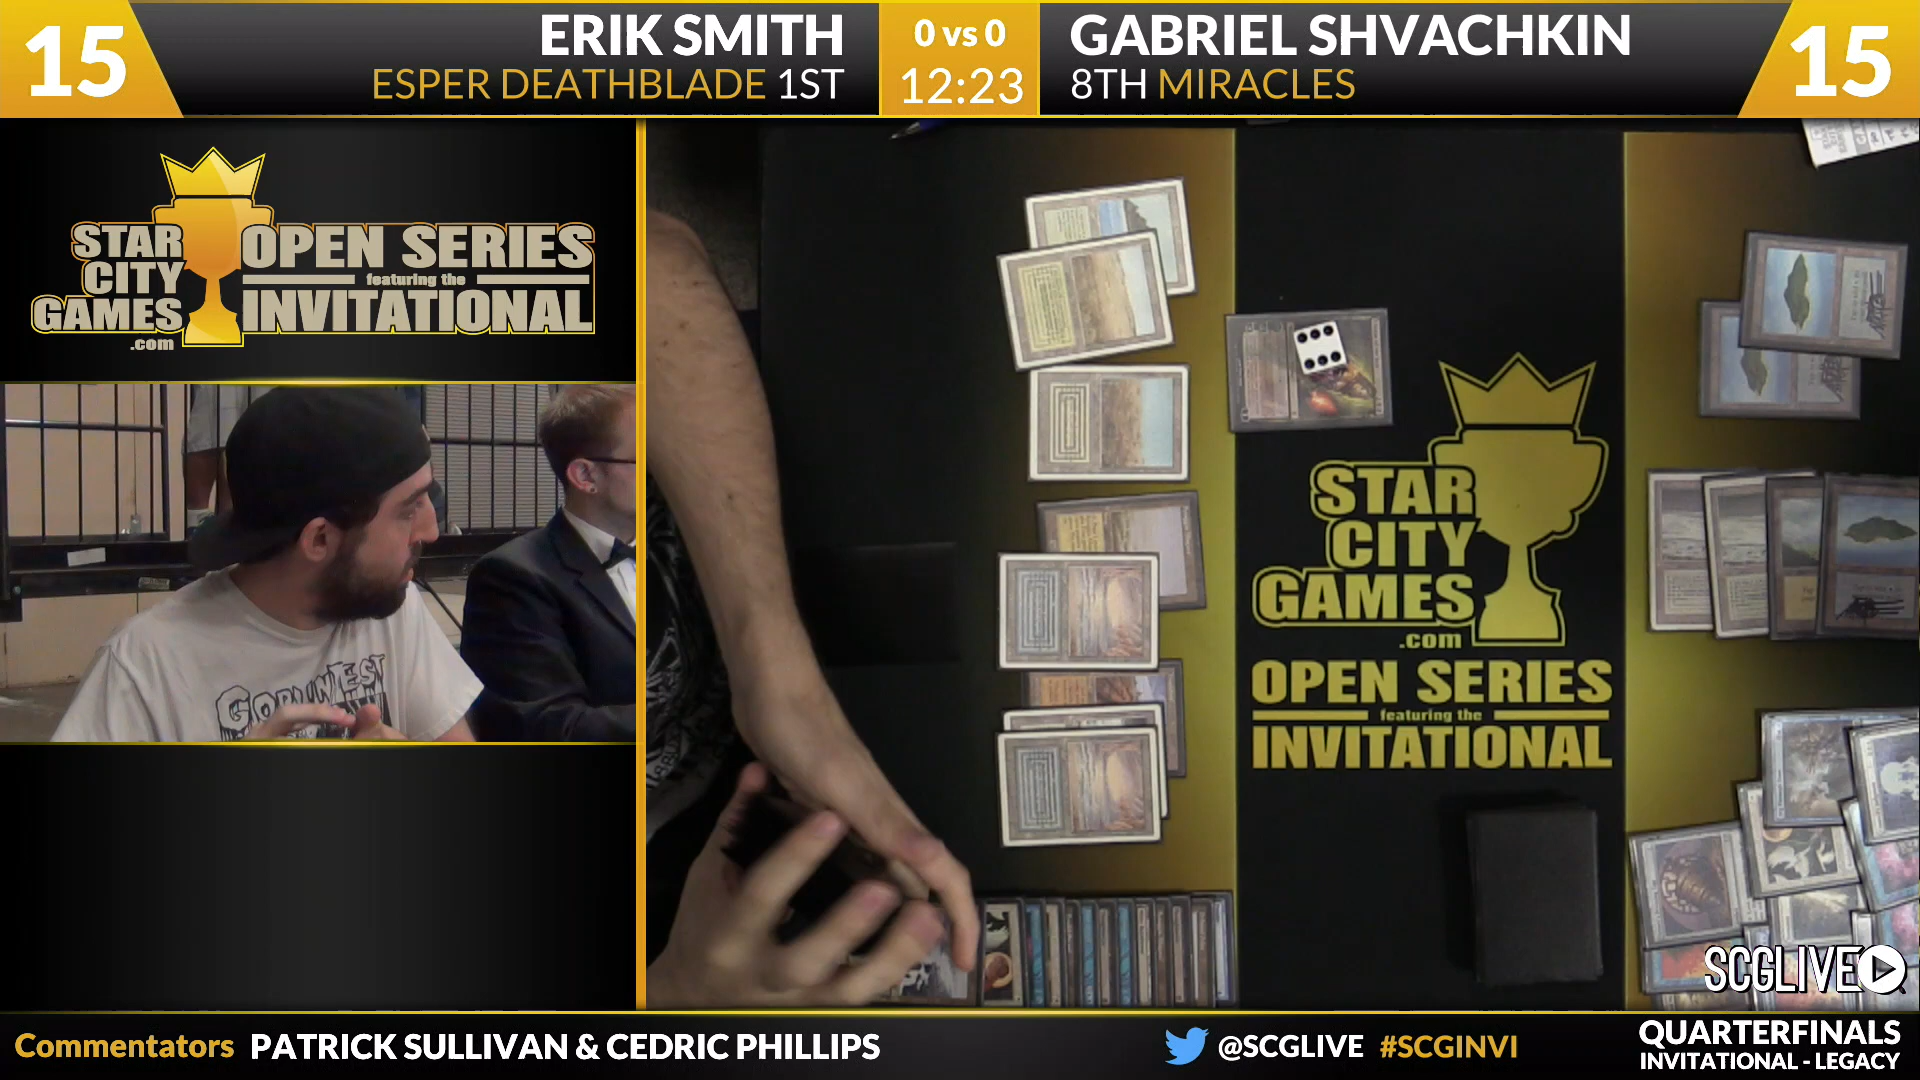 15
ERIK SMITH
ESPER DEATHBLADE 1ST
0 vs 0
12:23
GABRIEL SHVACHKIN
8TH MIRACLES
15
STAR
CITY
GAMES
.com
OPEN SERIES
featuring the
INVITATIONAL
STAR
CITY
GAMES
.com
OPEN SERIES
featuring the
INVITATIONAL
SCGLIVE
Commentators PATRICK SULLIVAN & CEDRIC PHILLIPS
@SCGLIVE #SCGINVI
QUARTERFINALS
INVITATIONAL - LEGACY